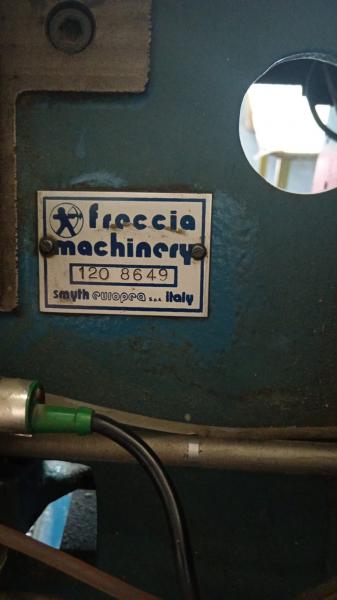 freccia
machinery
120 8649
smyth europea s.p.a. italy